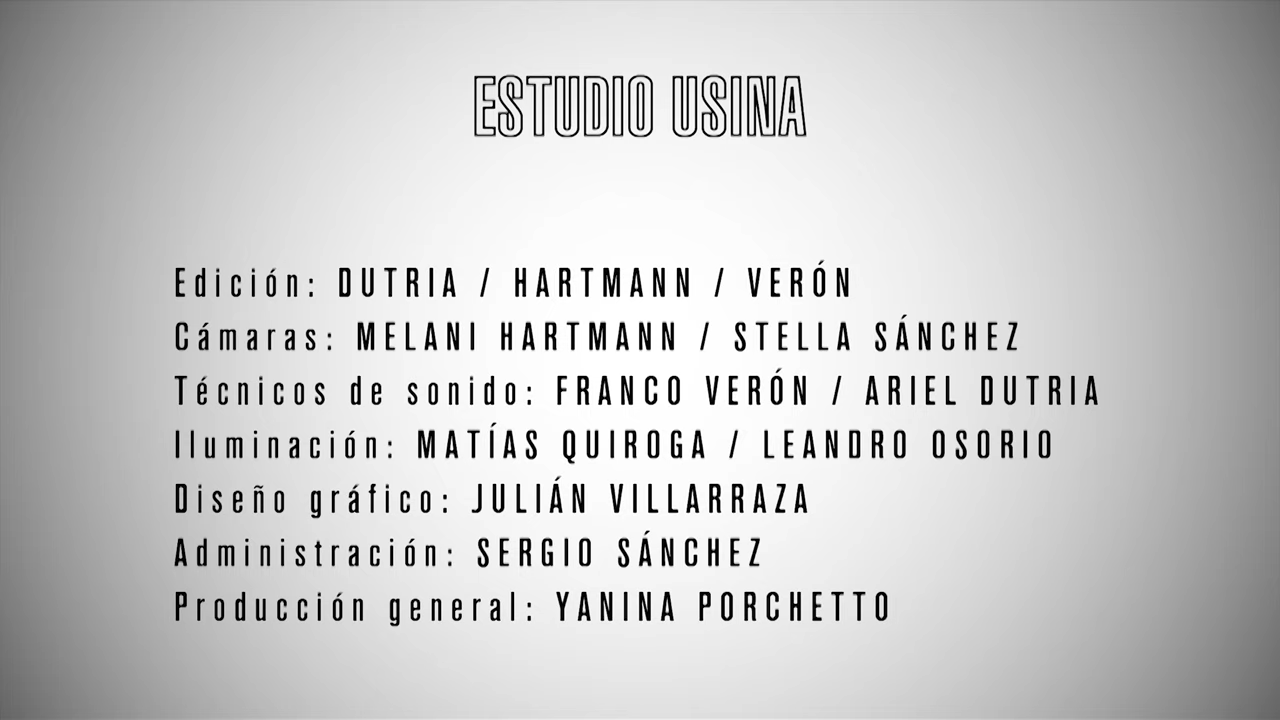 ESTUDIO USINA
Edición: DUTRIA / HARTMANN / VERÓN
Cámaras: MELANI HARTMANN / STELLA SÁNCHEZ
Técnicos de sonido: FRANCO VERÓN / ARIEL DUTRIA
Iluminación: MATÍAS QUIROGA / LEANDRO OSORIO
Diseño gráfico: JULIÁN VILLARRAZA
Administración: SERGIO SÁNCHEZ
Producción general: YANINA PORCHETTO